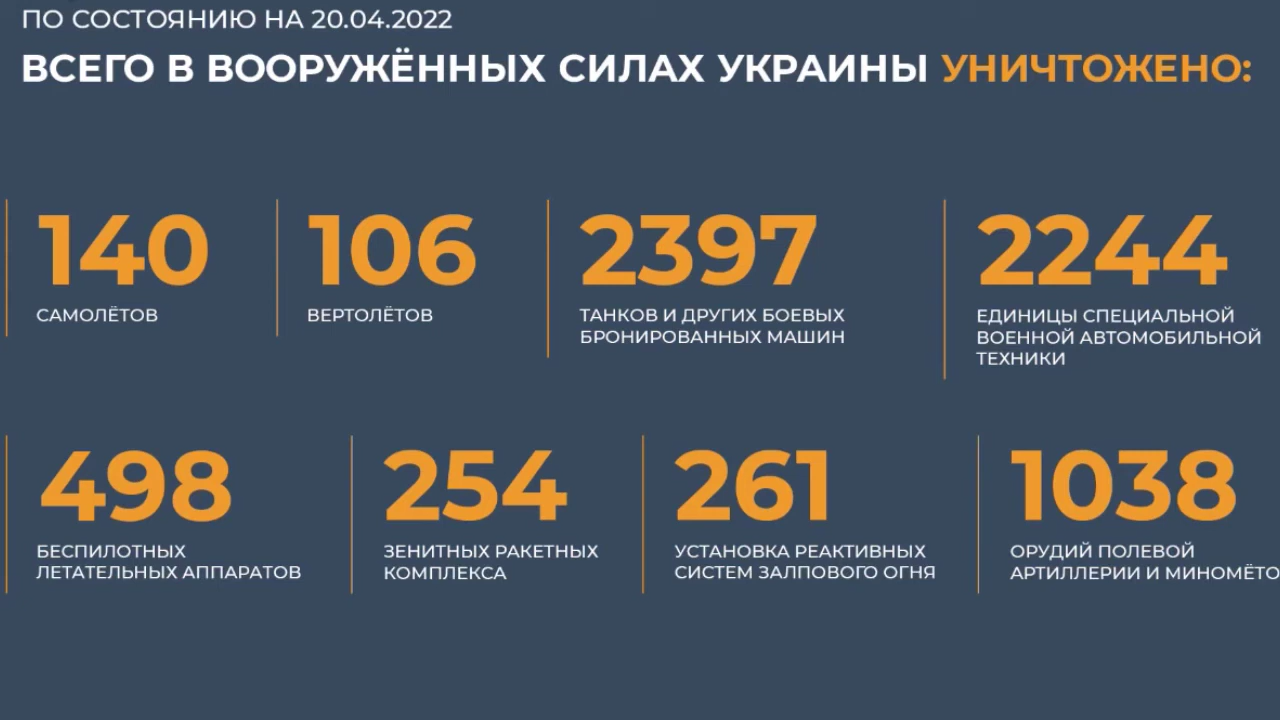 ПО СОСТОЯНИЮ НА 20.04.2022
ВСЕГО В ВООРУЖЁННЫХ СИЛАХ УКРАИНЫ УНИЧТОЖЕНО:
140
САМОЛЁТОВ
106
ВЕРТОЛЁТОВ
2397
ТАНКОВ И ДРУГИХ БОЕВЫХ
БРОНИРОВАННЫХ МАШИН
2244
ЕДИНИЦЫ СПЕЦИАЛЬНОЙ
ВОЕННОЙ АВТОМОБИЛЬНОЙ
ТЕХНИКИ
498
БЕСПИЛОТНЫХ
ЛЕТАТЕЛЬНЫХ АППАРАТОВ
254
ЗЕНИТНЫХ РАКЕТНЫХ
КОМПЛЕКСА
261
УСТАНОВКА РЕАКТИВНЫХ
СИСТЕМ ЗАЛПОВОГО ОГНЯ
1038
ОРУДИЙ ПОЛЕВОЙ
АРТИЛЛЕРИИ И МИНОМЁТО